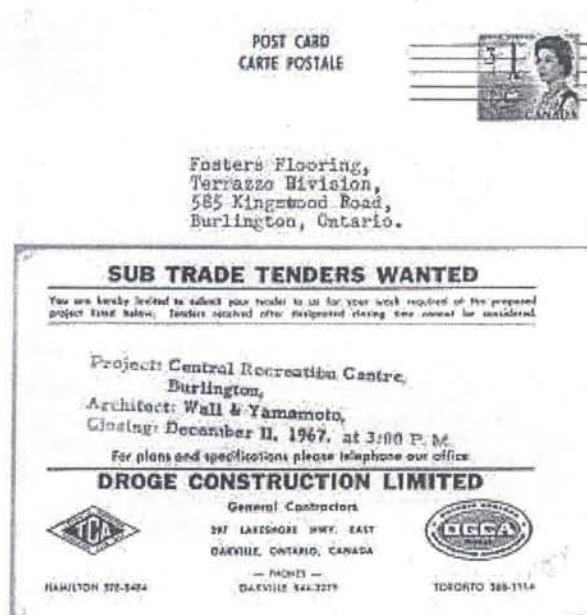 POST CARD
CARTE POSTALE
3
CANADA
Fosters Flooring,
Terrazzo Division,
585 Kingswood Road,
Burlington, Ontario.
SUB TRADE TENDERS WANTED
You are hereby invited to submit your tender to us for your work required of the proposed
project listed below. Tenders received after designated closing time cannot be considered.
Project: Central Recreation Centre,
Burlington,
Architect: Wall & Yamamoto,
Closing: December 11, 1967. at 3:00 P. M.
For plans and specifications please telephone our office
DROGE CONSTRUCTION LIMITED
General Contractors
297 LAKESHORE HWY. EAST
OAKVILLE, ONTARIO, CANADA
— PHONES —
HAMILTON
OAKVILLE
TORONTO